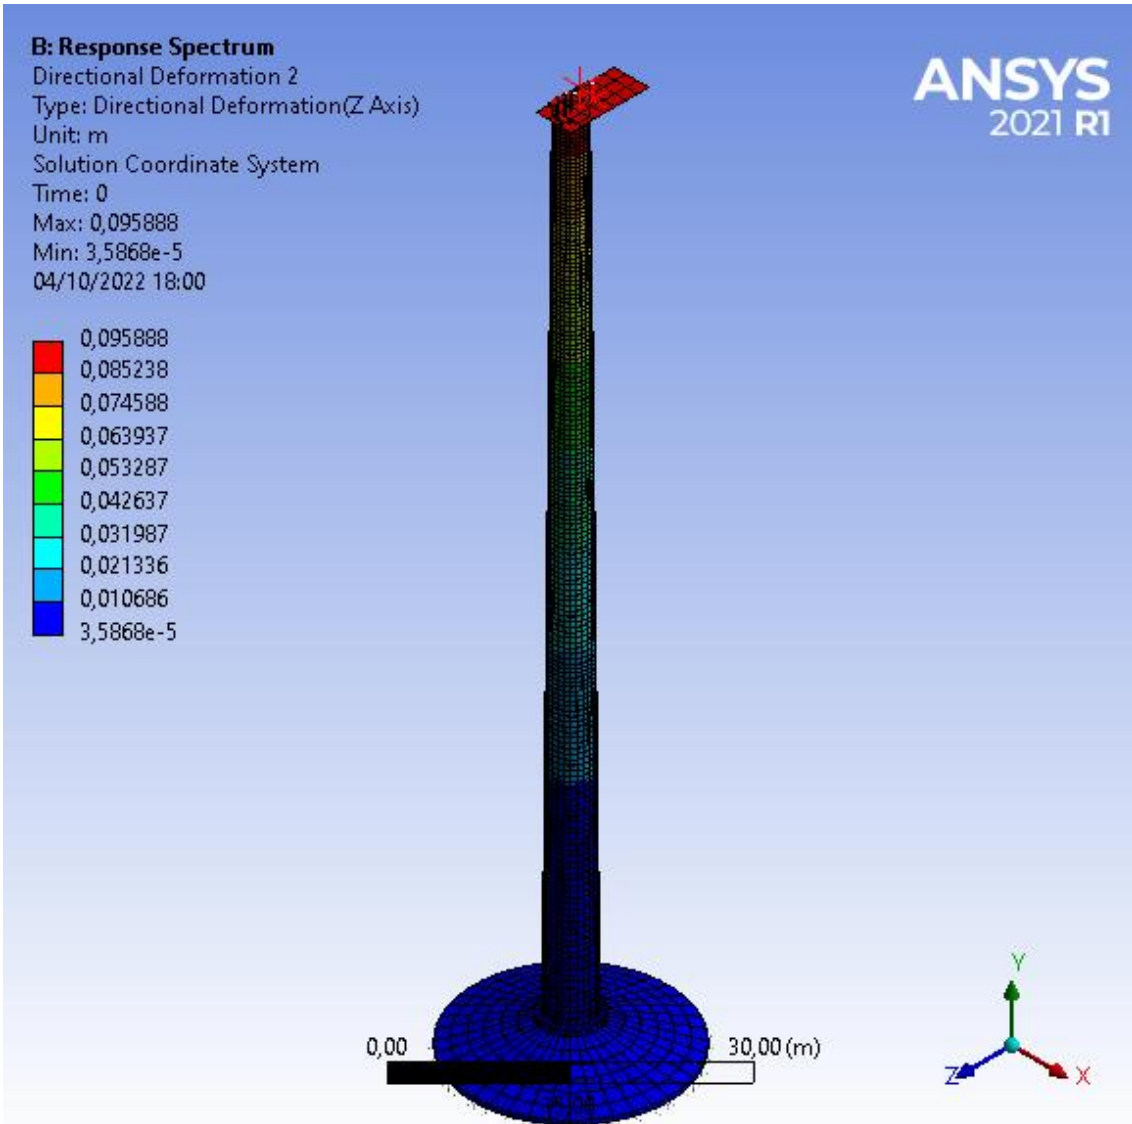 B: Response Spectrum
Directional Deformation 2
Type: Directional Deformation(Z Axis)
Unit: m
Solution Coordinate System
Time: 0
Max: 0,095888
Min: 3,5868e-5
04/10/2022 18:00
ANSYS
2021 R1
0,095888
0,085238
0,074588
0,063937
0,053287
0,042637
0,031987
0,021336
0,010686
3,5868e-5
0,00
30,00 (m)
Y
Z
X